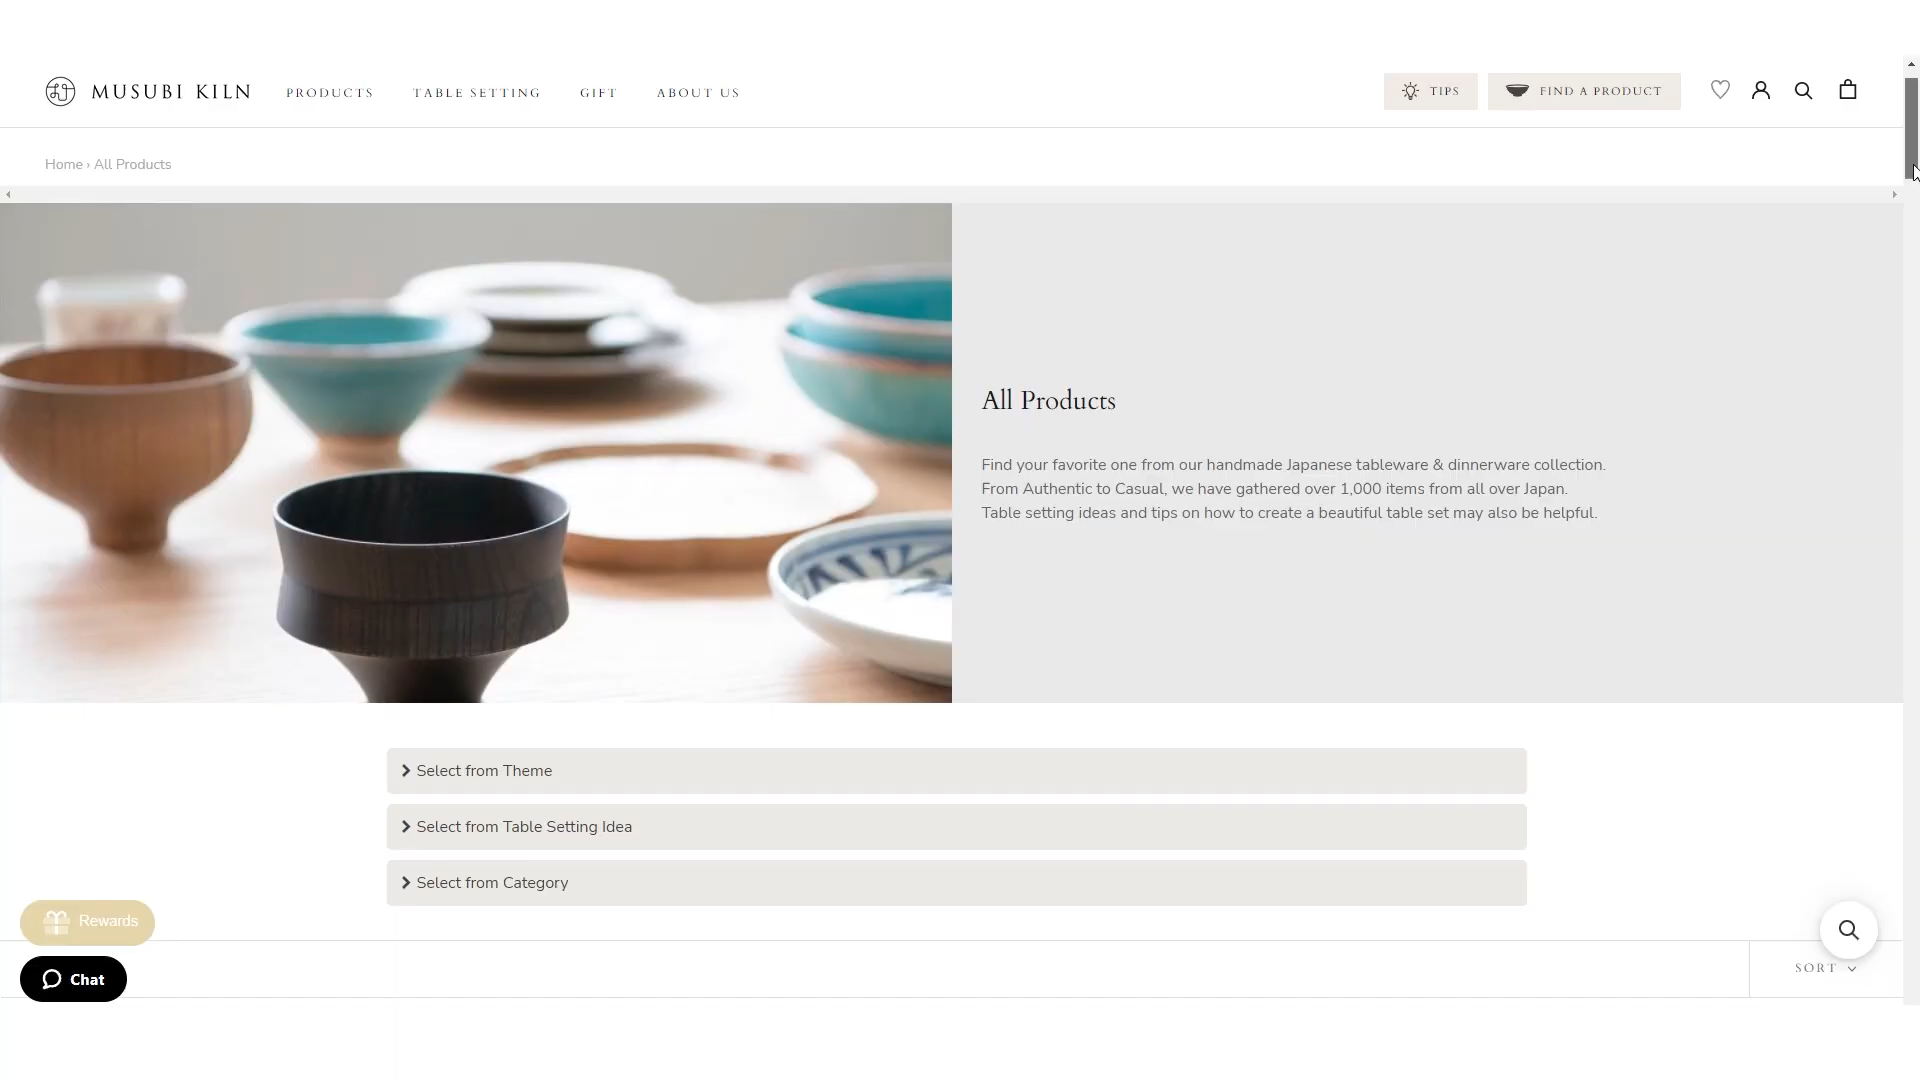 MUSUBI KILN
PRODUCTS
TABLE SETTING
GIFT
ABOUT US
TIPS
FIND A PRODUCT
Home › All Products
All Products
Find your favorite one from our handmade Japanese tableware & dinnerware collection.
From Authentic to Casual, we have gathered over 1,000 items from all over Japan.
Table setting ideas and tips on how to create a beautiful table set may also be helpful.
Select from Theme
Select from Table Setting Idea
Select from Category
Rewards
Chat
SORT